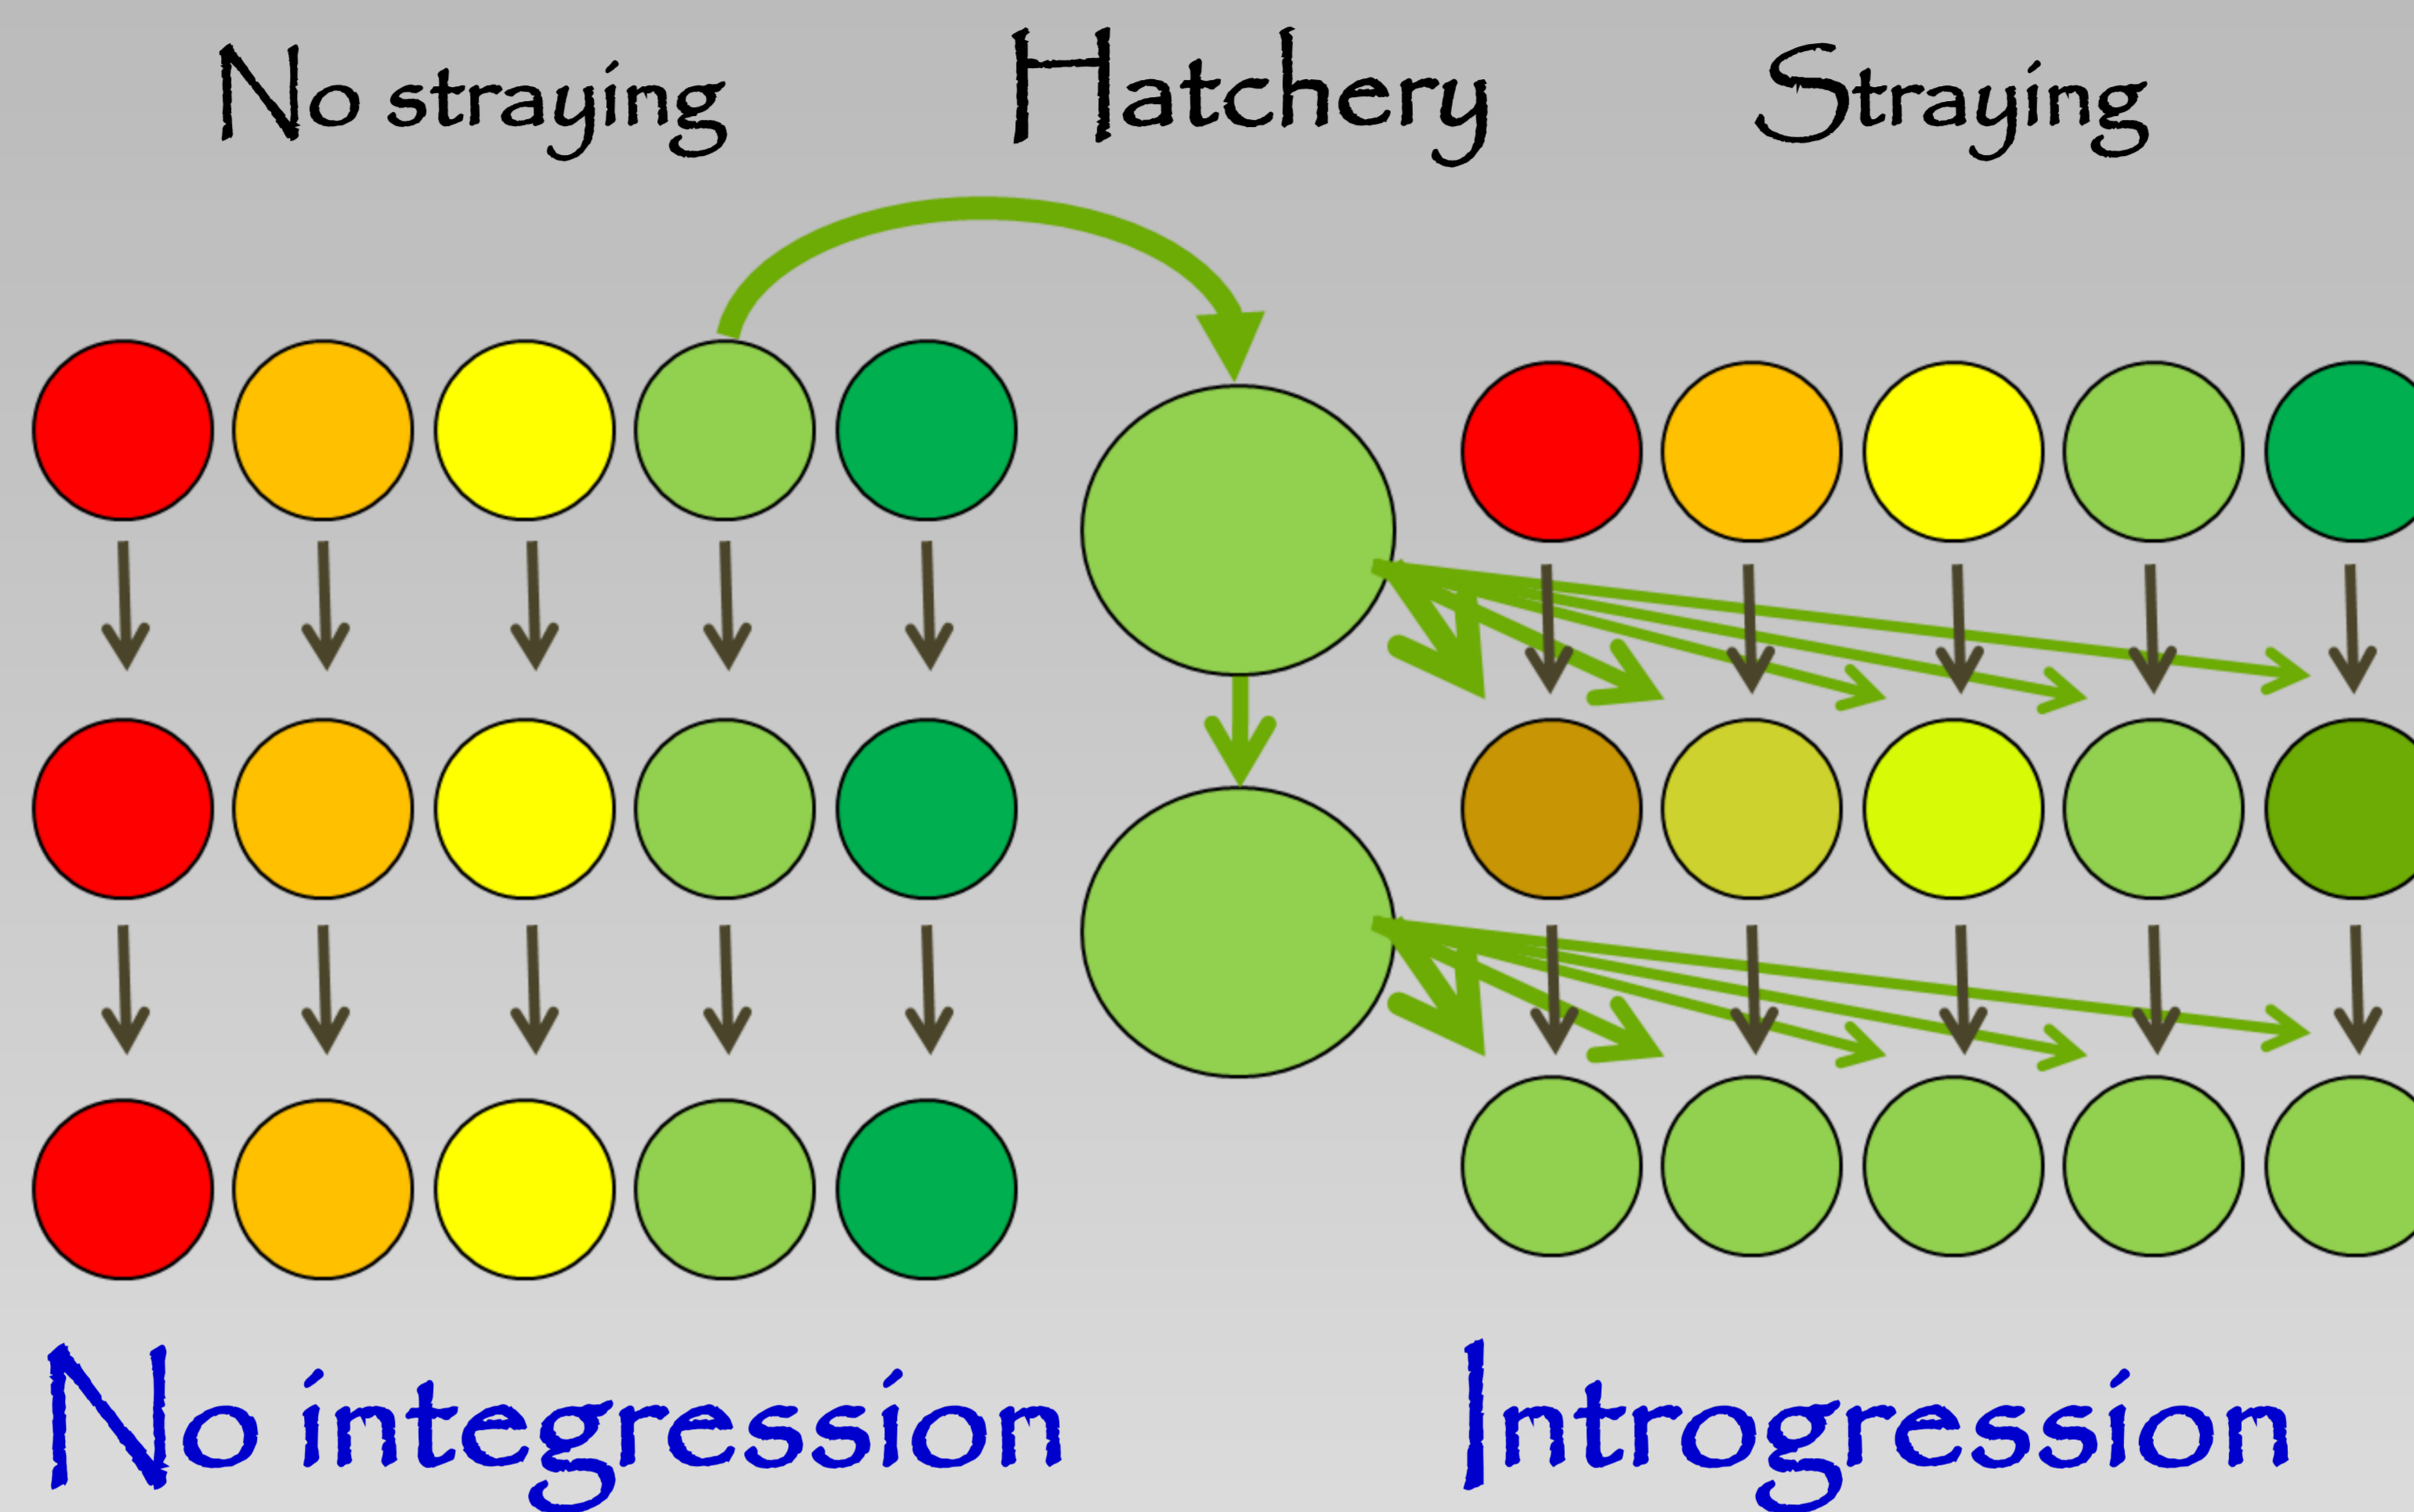 No straying
Hatchery
Straying
No integression
Introgression